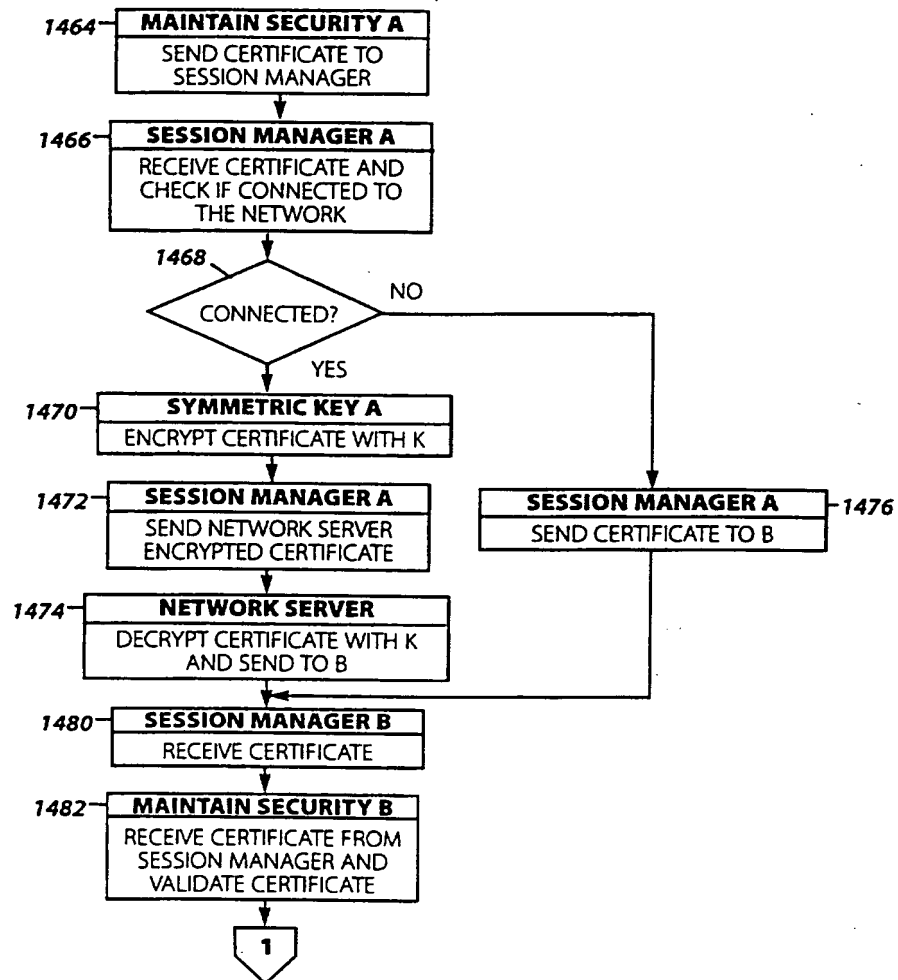 1464
MAINTAIN SECURITY A
SEND CERTIFICATE TO
SESSION MANAGER
1466
SESSION MANAGER A
RECEIVE CERTIFICATE AND
CHECK IF CONNECTED TO
THE NETWORK
1468
CONNECTED?
NO
YES
1470
SYMMETRIC KEY A
ENCRYPT CERTIFICATE WITH K
1472
SESSION MANAGER A
SEND NETWORK SERVER
ENCRYPTED CERTIFICATE
SESSION MANAGER A
1476
SEND CERTIFICATE TO B
1474
NETWORK SERVER
DECRYPT CERTIFICATE WITH K
AND SEND TO B
1480
SESSION MANAGER B
RECEIVE CERTIFICATE
1482
MAINTAIN SECURITY B
RECEIVE CERTIFICATE FROM
SESSION MANAGER AND
VALIDATE CERTIFICATE
1